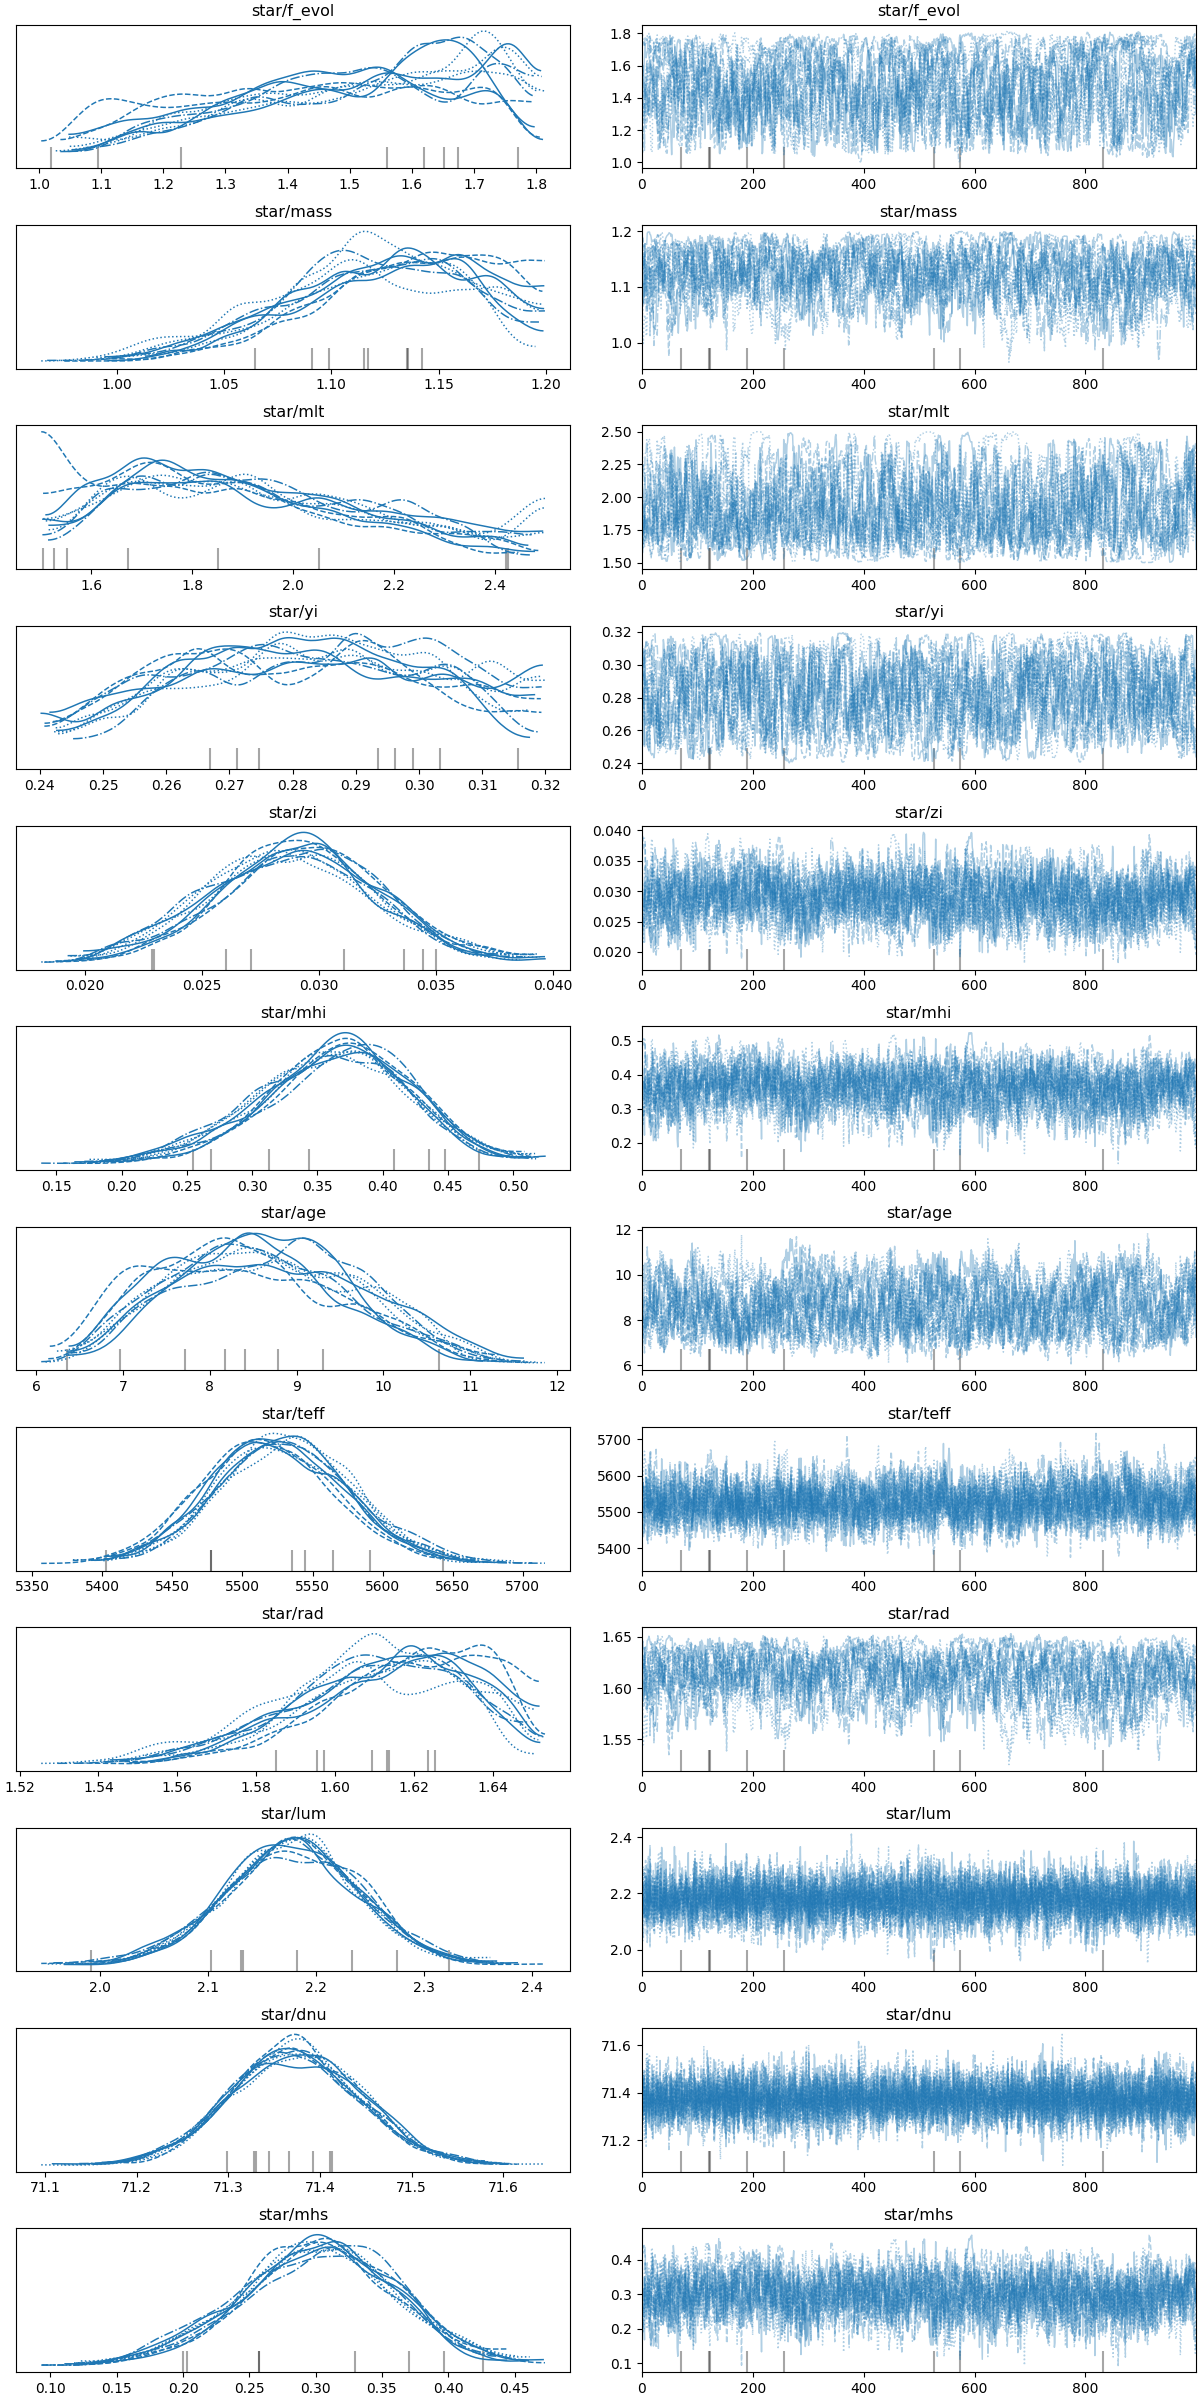 star/f_evol star/f_evol
1.8
1.6
1.4
1.2
1.0
1.0 1.1 1.2 1.3 1.4 1.5 1.6 1.7 1.8 0 200 400 600 800
star/mass star/mass
1.2
1.1
1.0
1.00 1.05 1.10 1.15 1.20 0 200 400 600 800
star/mlt star/mlt
2.50
2.25
2.00
1.75
1.50
1.6 1.8 2.0 2.2 2.4 0 200 400 600 800
star/yi star/yi
0.32
0.30
0.28
0.26
0.24
0.24 0.25 0.26 0.27 0.28 0.29 0.30 0.31 0.32 0 200 400 600 800
star/zi star/zi
0.040
0.035
0.030
0.025
0.020
0.020 0.025 0.030 0.035 0.040 0 200 400 600 800
star/mhi star/mhi
0.5
0.4
0.3
0.2
0.15 0.20 0.25 0.30 0.35 0.40 0.45 0.50 0 200 400 600 800
star/age star/age
12
10
8
6
6 7 8 9 10 11 12 0 200 400 600 800
star/teff star/teff
5700
5600
5500
5400
5350 5400 5450 5500 5550 5600 5650 5700 0 200 400 600 800
star/rad star/rad
1.65
1.60
1.55
1.52 1.54 1.56 1.58 1.60 1.62 1.64 0 200 400 600 800
star/lum star/lum
2.4
2.2
2.0
2.0 2.1 2.2 2.3 2.4 0 200 400 600 800
star/dnu star/dnu
71.6
71.4
71.2
71.1 71.2 71.3 71.4 71.5 71.6 0 200 400 600 800
star/mhs star/mhs
0.4
0.3
0.2
0.1
0.10 0.15 0.20 0.25 0.30 0.35 0.40 0.45 0 200 400 600 800